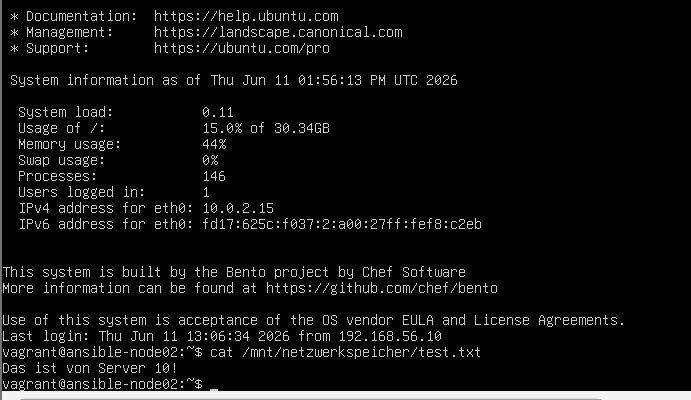 * Documentation:  https://help.ubuntu.com
* Management:     https://landscape.canonical.com
* Support:        https://ubuntu.com/pro
System information as of Thu Jun 11 01:56:13 PM UTC 2026
System load:           0.11
Usage of /:            15.0% of 30.34GB
Memory usage:          44%
Swap usage:            0%
Processes:             146
Users logged in:       1
IPv4 address for eth0: 10.0.2.15
IPv6 address for eth0: fd17:625c:f037:2:a00:27ff:fef8:c2eb
This system is built by the Bento project by Chef Software
More information can be found at https://github.com/chef/bento
Use of this system is acceptance of the OS vendor EULA and License Agreements.
Last login: Thu Jun 11 13:06:34 2026 from 192.168.56.10
vagrant@ansible-node02:~$ cat /mnt/netzwerkspeicher/test.txt
Das ist von Server 10!
vagrant@ansible-node02:~$ _